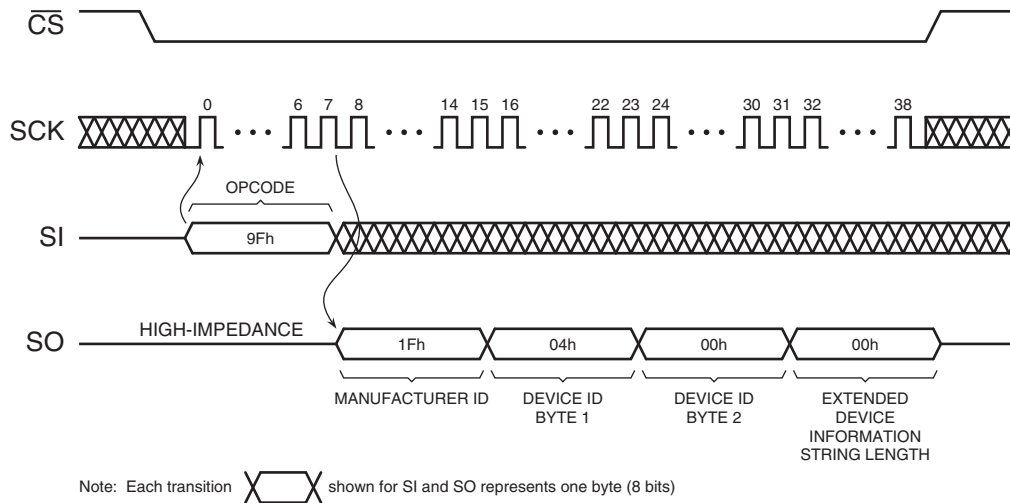 CS
SCK
0 6 7 8 14 15 16 22 23 24 30 31 32 38
OPCODE
SI
9Fh
HIGH-IMPEDANCE
SO
1Fh 04h 00h 00h
MANUFACTURER ID
DEVICE ID
BYTE 1
DEVICE ID
BYTE 2
EXTENDED
DEVICE
INFORMATION
STRING LENGTH
Note: Each transition shown for SI and SO represents one byte (8 bits)